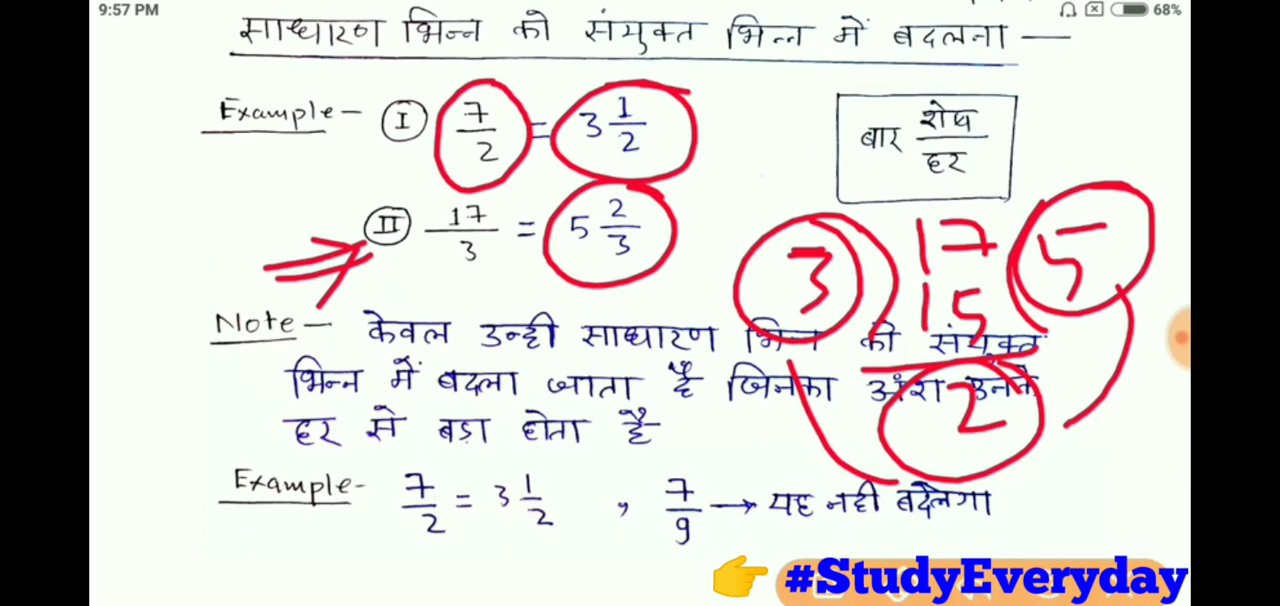 9:57 PM 68%
साधारण भिन्न को संयुक्त भिन्न में बदलना —
Example - I 7/2 = 3 1/2
बार शेष/हर
II 17/3 = 5 2/3
3 ) 17 ( 5
15
2
Note - केवल उन्ही साधारण भिन्न को संयुक्त
भिन्न में बदला जाता है जिनका अंश उनके
हर से बड़ा होता है
Example - 7/2 = 3 1/2 , 7/9 → यह नही बदलेगा
👉 #StudyEveryday